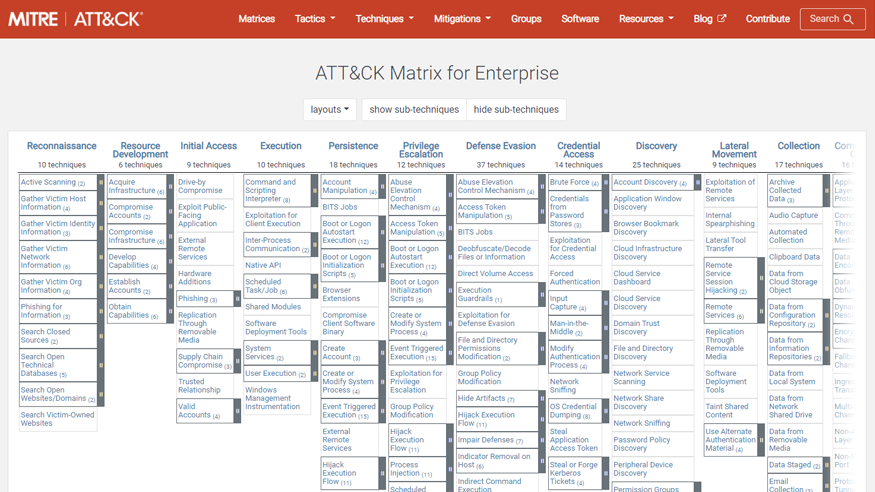 MITRE | ATT&CK®
Matrices
Tactics
Techniques
Mitigations
Groups
Software
Resources
Blog
Contribute
Search
ATT&CK Matrix for Enterprise
layouts
show sub-techniques
hide sub-techniques
Reconnaissance
10 techniques
Active Scanning (2)
Gather Victim Host
Information (4)
Gather Victim Identity
Information (3)
Gather Victim
Network
Information (6)
Gather Victim Org
Information (4)
Phishing for
Information (3)
Search Closed
Sources (2)
Search Open
Technical
Databases (5)
Search Open
Websites/Domains (2)
Search Victim-Owned
Websites
Resource
Development
6 techniques
Acquire
Infrastructure (6)
Compromise
Accounts (2)
Compromise
Infrastructure (6)
Develop
Capabilities (4)
Establish
Accounts (2)
Obtain
Capabilities (6)
Initial Access
9 techniques
Drive-by
Compromise
Exploit Public-
Facing
Application
External
Remote
Services
Hardware
Additions
Phishing (3)
Replication
Through
Removable
Media
Supply Chain
Compromise (3)
Trusted
Relationship
Valid
Accounts (4)
Execution
10 techniques
Command and
Scripting
Interpreter (8)
Exploitation for
Client Execution
Inter-Process
Communication (2)
Native API
Scheduled
Task/Job (6)
Shared Modules
Software
Deployment Tools
System
Services (2)
User Execution (2)
Windows
Management
Instrumentation
Persistence
18 techniques
Account
Manipulation (4)
BITS Jobs
Boot or Logon
Autostart
Execution (12)
Boot or Logon
Initialization
Scripts (5)
Browser
Extensions
Compromise
Client Software
Binary
Create
Account (3)
Create or
Modify System
Process (4)
Event Triggered
Execution (15)
External
Remote
Services
Hijack
Execution
Flow (11)
Privilege
Escalation
12 techniques
Abuse
Elevation
Control
Mechanism (4)
Access Token
Manipulation (5)
Boot or Logon
Autostart
Execution (12)
Boot or Logon
Initialization
Scripts (5)
Create or
Modify System
Process (4)
Event Triggered
Execution (15)
Exploitation for
Privilege
Escalation
Group Policy
Modification
Hijack
Execution
Flow (11)
Process
Injection (11)
Scheduled
Defense Evasion
37 techniques
Abuse Elevation
Control Mechanism (4)
Access Token
Manipulation (5)
BITS Jobs
Deobfuscate/Decode
Files or Information
Direct Volume Access
Execution
Guardrails (1)
Exploitation for
Defense Evasion
File and Directory
Permissions
Modification (2)
Group Policy
Modification
Hide Artifacts (7)
Hijack Execution
Flow (11)
Impair Defenses (7)
Indicator Removal on
Host (6)
Indirect Command
Execution
Credential
Access
14 techniques
Brute Force (4)
Credentials
from
Password
Stores (3)
Exploitation
for Credential
Access
Forced
Authentication
Input
Capture (4)
Man-in-the-
Middle (2)
Modify
Authentication
Process (4)
Network
Sniffing
OS Credential
Dumping (8)
Steal
Application
Access Token
Steal or Forge
Kerberos
Tickets (4)
Discovery
25 techniques
Account Discovery (4)
Application Window
Discovery
Browser Bookmark
Discovery
Cloud Infrastructure
Discovery
Cloud Service
Dashboard
Cloud Service
Discovery
Domain Trust
Discovery
File and Directory
Discovery
Network Service
Scanning
Network Share
Discovery
Network Sniffing
Password Policy
Discovery
Peripheral Device
Discovery
Permission Groups
Lateral
Movement
9 techniques
Exploitation of
Remote
Services
Internal
Spearphishing
Lateral Tool
Transfer
Remote
Service
Session
Hijacking (2)
Remote
Services (6)
Replication
Through
Removable
Media
Software
Deployment
Tools
Taint Shared
Content
Use Alternate
Authentication
Material (4)
Collection
17 techniques
Archive
Collected
Data (3)
Audio Capture
Automated
Collection
Clipboard Data
Data from
Cloud Storage
Object
Data from
Configuration
Repository (2)
Data from
Information
Repositories (2)
Data from
Local System
Data from
Network
Shared Drive
Data from
Removable
Media
Data Staged (2)
Email
Collection (3)